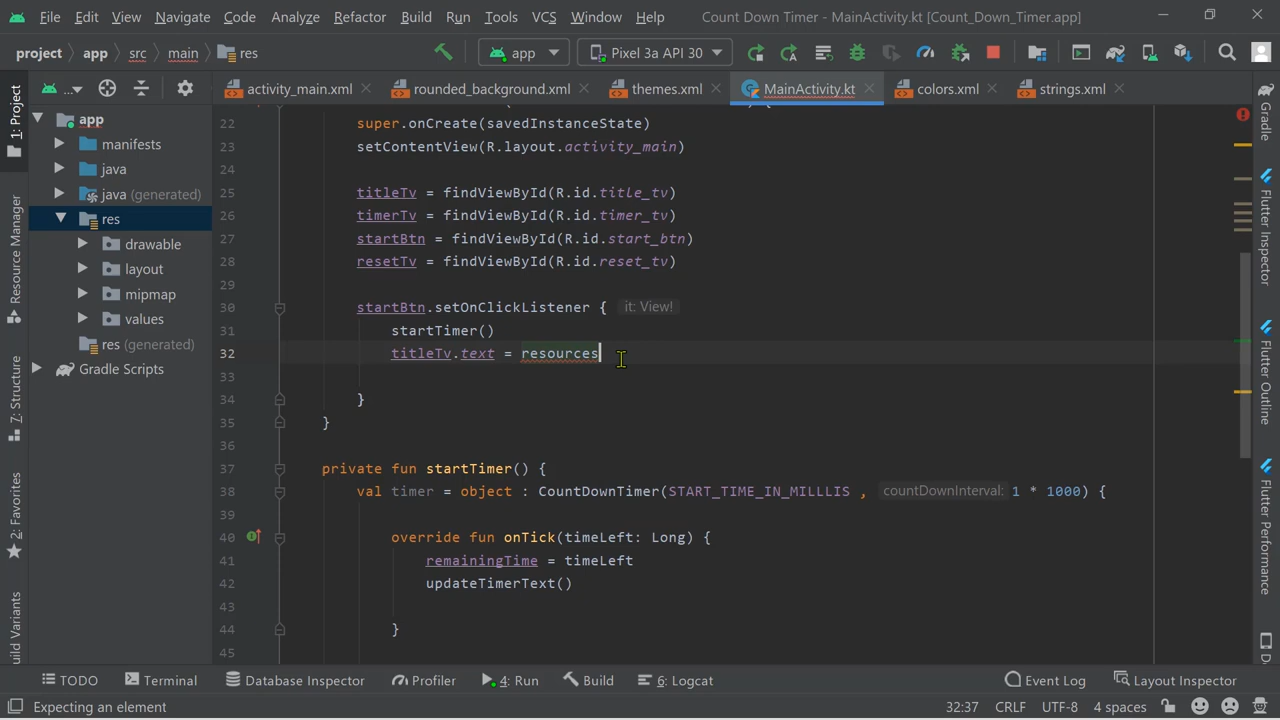 File Edit View Navigate Code Analyze Refactor Build Run Tools VCS Window Help Count Down Timer - MainActivity.kt [Count_Down_Timer.app]
project app src main res app Pixel 3a API 30
1: Project ... activity_main.xml rounded_background.xml themes.xml MainActivity.kt colors.xml strings.xml Gradle
app
manifests
java
java (generated)
res
drawable
layout
mipmap
values
res (generated)
Gradle Scripts
Resource Manager
Z: Structure
2: Favorites
Variants
22 super.onCreate(savedInstanceState)
23 setContentView(R.layout.activity_main)
24
25 titleTv = findViewById(R.id.title_tv)
26 timerTv = findViewById(R.id.timer_tv)
27 startBtn = findViewById(R.id.start_btn)
28 resetTv = findViewById(R.id.reset_tv)
29
30 startBtn.setOnClickListener { it: View!
31 startTimer()
32 titleTv.text = resources
33
34 }
35 }
36
37 private fun startTimer() {
38 val timer = object : CountDownTimer(START_TIME_IN_MILLLIS , countDownInterval: 1 * 1000) {
39
40 override fun onTick(timeLeft: Long) {
41 remainingTime = timeLeft
42 updateTimerText()
43
44 }
45
Flutter Inspector
Flutter Outline
Flutter Performance
TODO Terminal Database Inspector Profiler 4: Run Build 6: Logcat Event Log Layout Inspector
Expecting an element 32:37 CRLF UTF-8 4 spaces